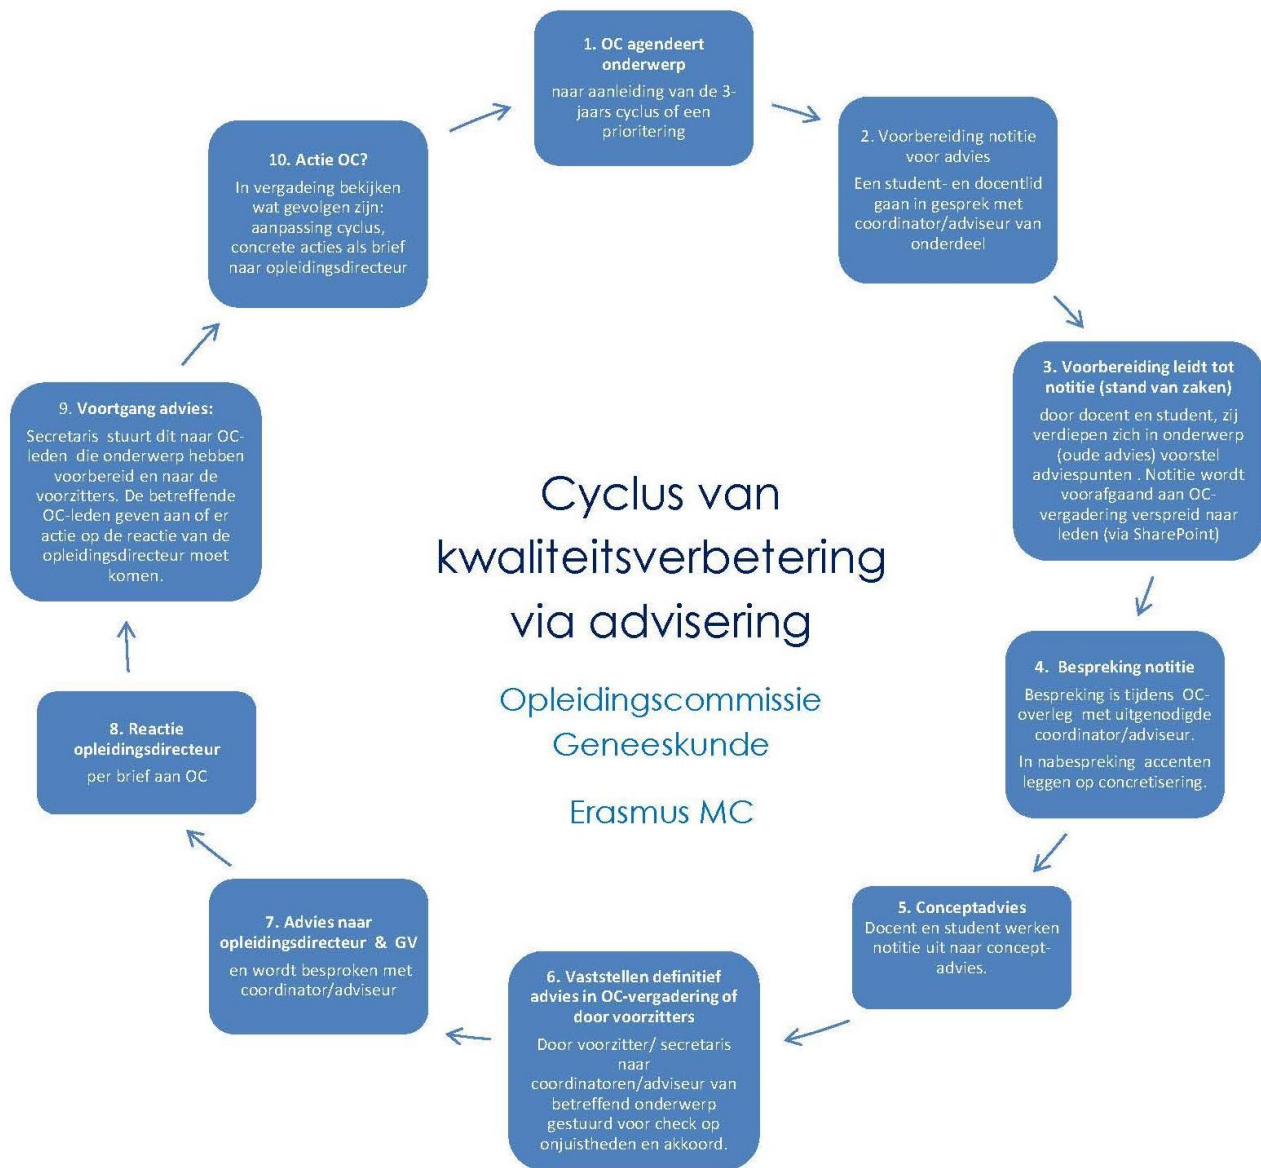 1. OC agendeert
onderwerp
naar aanleiding van de 3-
jaars cyclus of een
prioritering
2. Voorbereiding notitie
voor advies
Een student- en docentlid
gaan in gesprek met
coordinator/adviseur van
onderdeel
3. Voorbereiding leidt tot
notitie (stand van zaken)
door docent en student, zij
verdiepen zich in onderwerp
(oude advies) voorstel
adviespunten . Notitie wordt
voorafgaand aan OC-
vergadering verspreid naar
leden (via SharePoint)
4. Bespreking notitie
Bespreking is tijdens OC-
overleg met uitgenodigde
coordinator/adviseur.
In nabespreking accenten
leggen op concretisering.
5. Conceptadvies
Docent en student werken
notitie uit naar concept-
advies.
6. Vaststellen definitief
advies in OC-vergadering of
door voorzitters
Door voorzitter/ secretaris
naar
coordinatoren/adviseur van
betreffend onderwerp
gestuurd voor check op
onjuistheden en akkoord.
7. Advies naar
opleidingsdirecteur & GV
en wordt besproken met
coordinator/adviseur
8. Reactie
opleidingsdirecteur
per brief aan OC
9. Voortgang advies:
Secretaris stuurt dit naar OC-
leden die onderwerp hebben
voorbereid en naar de
voorzitters. De betreffende
OC-leden geven aan of er
actie op de reactie van de
opleidingsdirecteur moet
komen.
10. Actie OC?
In vergadeing bekijken
wat gevolgen zijn:
aanpassing cyclus,
concrete acties als brief
naar opleidingsdirecteur
Cyclus van
kwaliteitsverbetering
via advisering
Opleidingscommissie
Geneeskunde
Erasmus MC